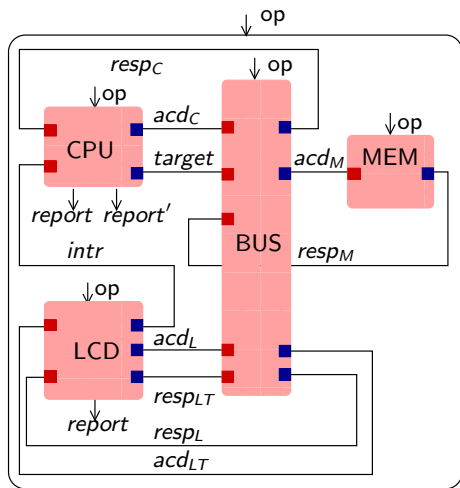 op
resp_C
op
op
acd_C
op
CPU
target
acd_M
MEM
report
report'
BUS
intr
resp_M
op
LCD
acd_L
resp_LT
report
resp_L
acd_LT